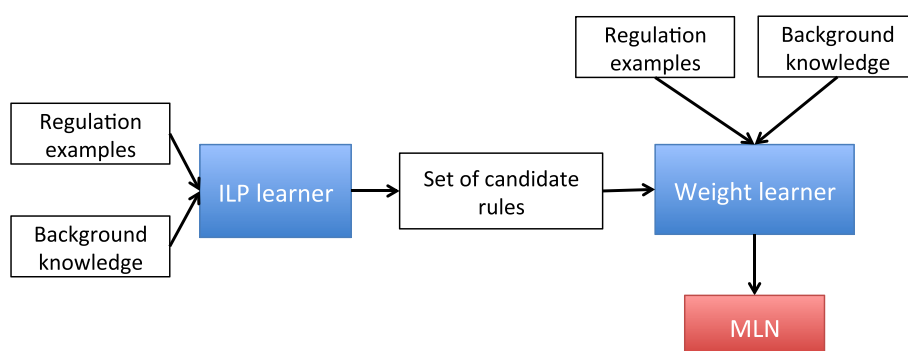 Regulation
examples
Background
knowledge
Regulation
examples
Background
knowledge
ILP learner
Set of candidate
rules
Weight learner
MLN